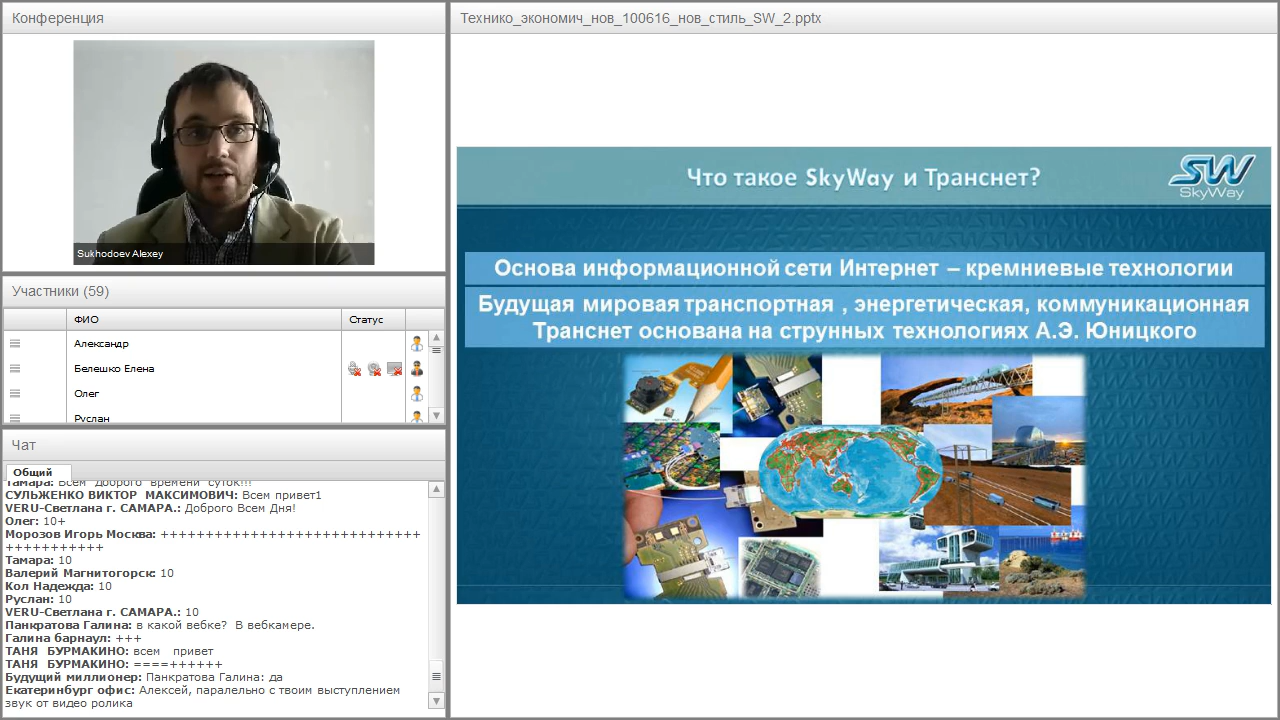 Конференция
Sukhodoev Alexey
Участники (59)
ФИО
Статус
Александр
Белешко Елена
Олег
Руслан
Чат
Общий
Тамара: Всем доброго времени суток!!!
СУЛЬЖЕНКО ВИКТОР МАКСИМОВИЧ: Всем привет1
VERU-Светлана г. САМАРА.: Доброго Всем Дня!
Олег: 10+
Морозов Игорь Москва: +++++++++++++++++++++++++++++
+++++++++++
Тамара: 10
Валерий Магнитогорск: 10
Кол Надежда: 10
Руслан: 10
VERU-Светлана г. САМАРА.: 10
Панкратова Галина: в какой вебке? В вебкамере.
Галина барнаул: +++
ТАНЯ БУРМАКИНО: всем привет
ТАНЯ БУРМАКИНО: ====++++++
Будущий миллионер: Панкратова Галина: да
Екатеринбург офис: Алексей, паралельно с твоим выступлением
звук от видео ролика
Технико_экономич_нов_100616_нов_стиль_SW_2.pptx
Что такое SkyWay и Транснет?
SW
SkyWay
Основа информационной сети Интернет – кремниевые технологии
Будущая мировая транспортная , энергетическая, коммуникационная
Транснет основана на струнных технологиях А.Э. Юницкого